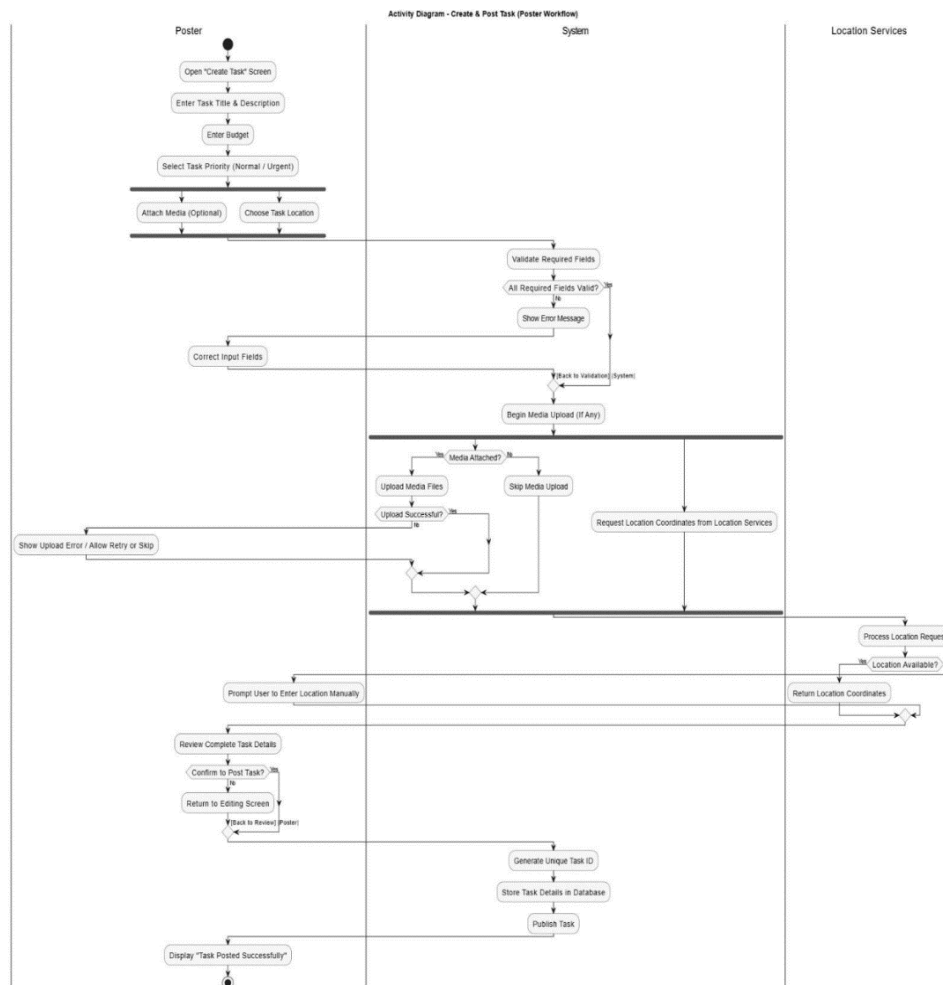 Activity Diagram - Create & Post Task (Poster Workflow)
Poster
System
Location Services
Open "Create Task" Screen
Enter Task Title & Description
Enter Budget
Select Task Priority (Normal / Urgent)
Attach Media (Optional)
Choose Task Location
Validate Required Fields
All Required Fields Valid?
Yes
No
Show Error Message
Correct Input Fields
[Back to Validation] (System)
Begin Media Upload (If Any)
Yes
Media Attached?
No
Upload Media Files
Skip Media Upload
Upload Successful?
Yes
No
Request Location Coordinates from Location Services
Show Upload Error / Allow Retry or Skip
Process Location Reques
Yes
Location Available?
Prompt User to Enter Location Manually
Return Location Coordinates
Review Complete Task Details
Confirm to Post Task?
Yes
No
Return to Editing Screen
[Back to Review] (Poster)
Generate Unique Task ID
Store Task Details in Database
Publish Task
Display "Task Posted Successfully"